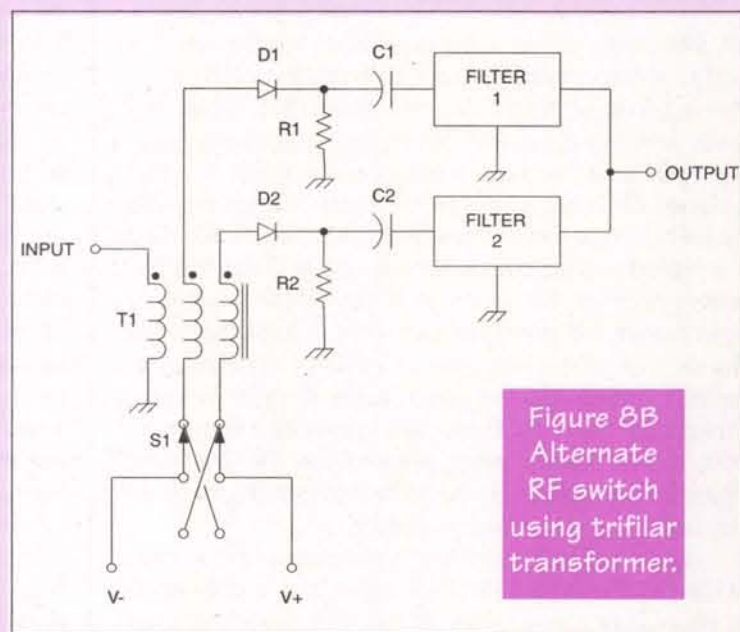 D1
C1
FILTER
1
R1
OUTPUT
D2
C2
FILTER
2
INPUT
R2
T1
S1
V-
V+
Figure 8B
Alternate
RF switch
using trifilar
transformer.